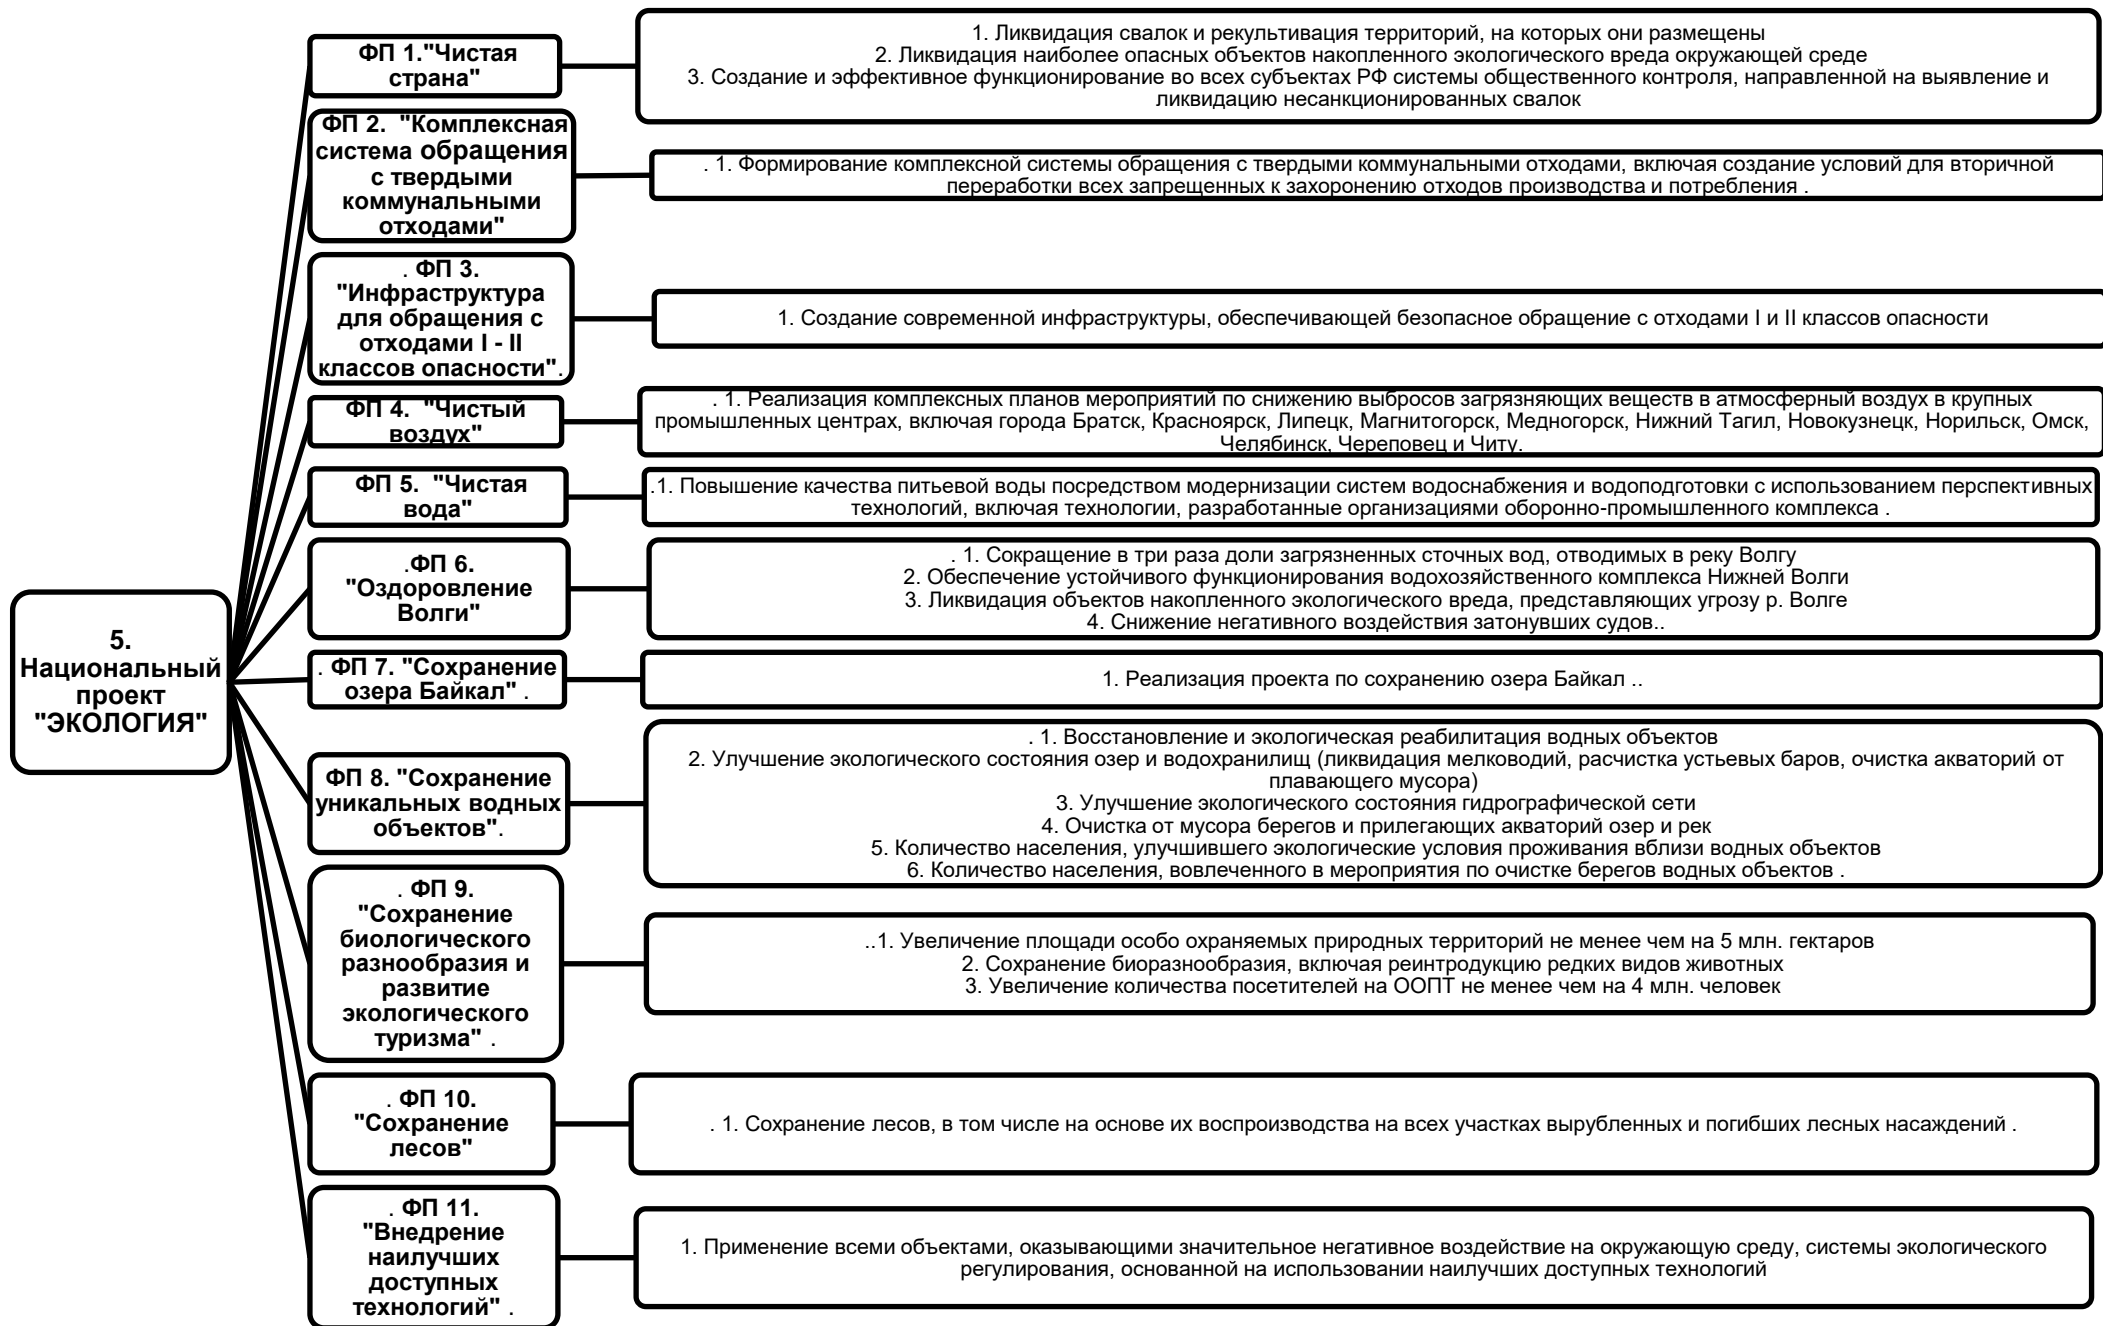 5.
Национальный
проект
"ЭКОЛОГИЯ"
ФП 1."Чистая
страна"
1. Ликвидация свалок и рекультивация территорий, на которых они размещены
2. Ликвидация наиболее опасных объектов накопленного экологического вреда окружающей среде
3. Создание и эффективное функционирование во всех субъектах РФ системы общественного контроля, направленной на выявление и
ликвидацию несанкционированных свалок
ФП 2. "Комплексная
система обращения
с твердыми
коммунальными
отходами"
. 1. Формирование комплексной системы обращения с твердыми коммунальными отходами, включая создание условий для вторичной
переработки всех запрещенных к захоронению отходов производства и потребления .
. ФП 3.
"Инфраструктура
для обращения с
отходами I - II
классов опасности".
1. Создание современной инфраструктуры, обеспечивающей безопасное обращение с отходами I и II классов опасности
ФП 4. "Чистый
воздух"
. 1. Реализация комплексных планов мероприятий по снижению выбросов загрязняющих веществ в атмосферный воздух в крупных
промышленных центрах, включая города Братск, Красноярск, Липецк, Магнитогорск, Медногорск, Нижний Тагил, Новокузнецк, Норильск, Омск,
Челябинск, Череповец и Читу.
ФП 5. "Чистая
вода"
.1. Повышение качества питьевой воды посредством модернизации систем водоснабжения и водоподготовки с использованием перспективных
технологий, включая технологии, разработанные организациями оборонно-промышленного комплекса .
.ФП 6.
"Оздоровление
Волги"
. 1. Сокращение в три раза доли загрязненных сточных вод, отводимых в реку Волгу
2. Обеспечение устойчивого функционирования водохозяйственного комплекса Нижней Волги
3. Ликвидация объектов накопленного экологического вреда, представляющих угрозу р. Волге
4. Снижение негативного воздействия затонувших судов..
. ФП 7. "Сохранение
озера Байкал" .
1. Реализация проекта по сохранению озера Байкал ..
ФП 8. "Сохранение
уникальных водных
объектов".
. 1. Восстановление и экологическая реабилитация водных объектов
2. Улучшение экологического состояния озер и водохранилищ (ликвидация мелководий, расчистка устьевых баров, очистка акваторий от
плавающего мусора)
3. Улучшение экологического состояния гидрографической сети
4. Очистка от мусора берегов и прилегающих акваторий озер и рек
5. Количество населения, улучшившего экологические условия проживания вблизи водных объектов
6. Количество населения, вовлеченного в мероприятия по очистке берегов водных объектов .
. ФП 9.
"Сохранение
биологического
разнообразия и
развитие
экологического
туризма" .
..1. Увеличение площади особо охраняемых природных территорий не менее чем на 5 млн. гектаров
2. Сохранение биоразнообразия, включая реинтродукцию редких видов животных
3. Увеличение количества посетителей на ООПТ не менее чем на 4 млн. человек
. ФП 10.
"Сохранение
лесов"
. 1. Сохранение лесов, в том числе на основе их воспроизводства на всех участках вырубленных и погибших лесных насаждений .
. ФП 11.
"Внедрение
наилучших
доступных
технологий" .
1. Применение всеми объектами, оказывающими значительное негативное воздействие на окружающую среду, системы экологического
регулирования, основанной на использовании наилучших доступных технологий